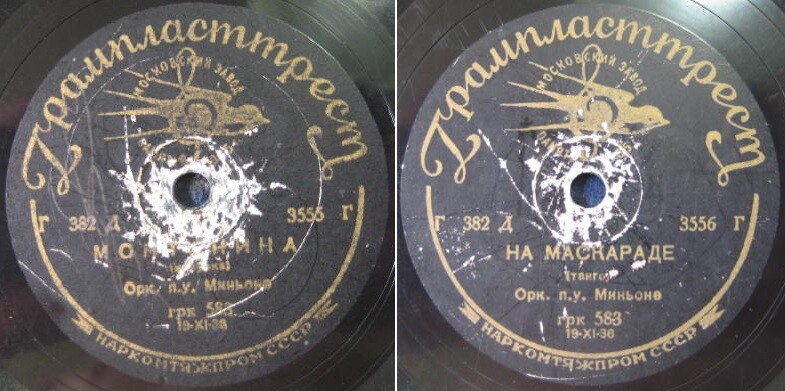 Грампласттрест
МОСКОВСКИЙ ЗАВОД
Г 382 Д 3555 Г
Орк. п.у. Миньоне
грк 583
19-XI-36
НАРКОМТЯЖПРОМ СССР
Грампласттрест
МОСКОВСКИЙ ЗАВОД
Г 382 Д 3556 Г
НА МАСКАРАДЕ
(танго)
Орк. п.у. Миньоне
грк 583
19-XI-36
НАРКОМТЯЖПРОМ СССР